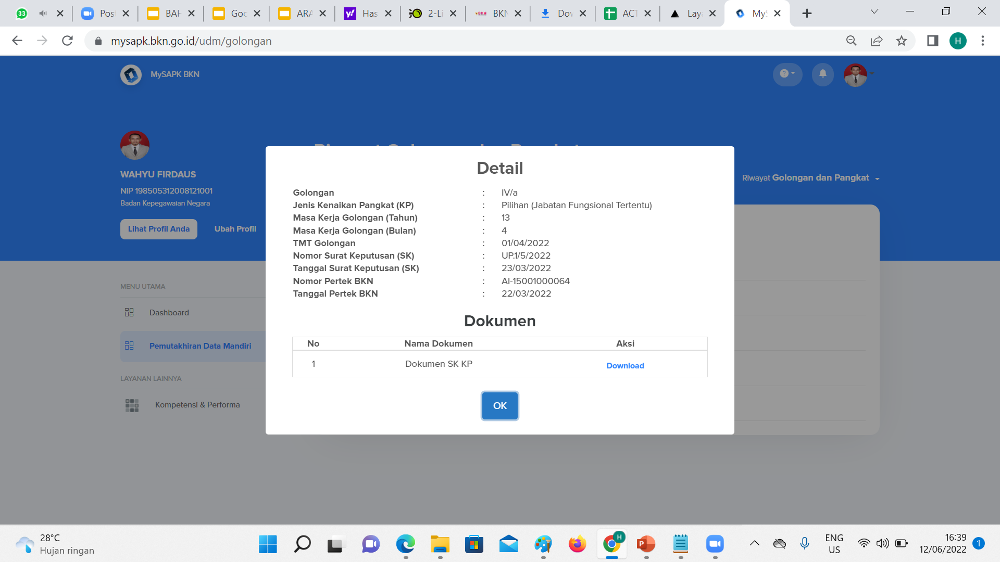 33
Pos
BAH
Goo
ARA
Has
2-Li
BKN
Dov
ACT
Lay
My
mysapk.bkn.go.id/udm/golongan
H
MySAPK BKN
WAHYU FIRDAUS
NIP 198505312008121001
Badan Kepegawaian Negara
Lihat Profil Anda
Ubah Profil
Riwayat Golongan dan Pangkat
MENU UTAMA
Dashboard
Pemutakhiran Data Mandiri
LAYANAN LAINNYA
Kompetensi & Performa
Detail
Golongan : IV/a
Jenis Kenaikan Pangkat (KP) : Pilihan (Jabatan Fungsional Tertentu)
Masa Kerja Golongan (Tahun) : 13
Masa Kerja Golongan (Bulan) : 4
TMT Golongan : 01/04/2022
Nomor Surat Keputusan (SK) : UP.1/5/2022
Tanggal Surat Keputusan (SK) : 23/03/2022
Nomor Pertek BKN : AI-15001000064
Tanggal Pertek BKN : 22/03/2022
Dokumen
No Nama Dokumen Aksi
1 Dokumen SK KP Download
OK
28°C
Hujan ringan
H
ENG
US
16:39
12/06/2022
1